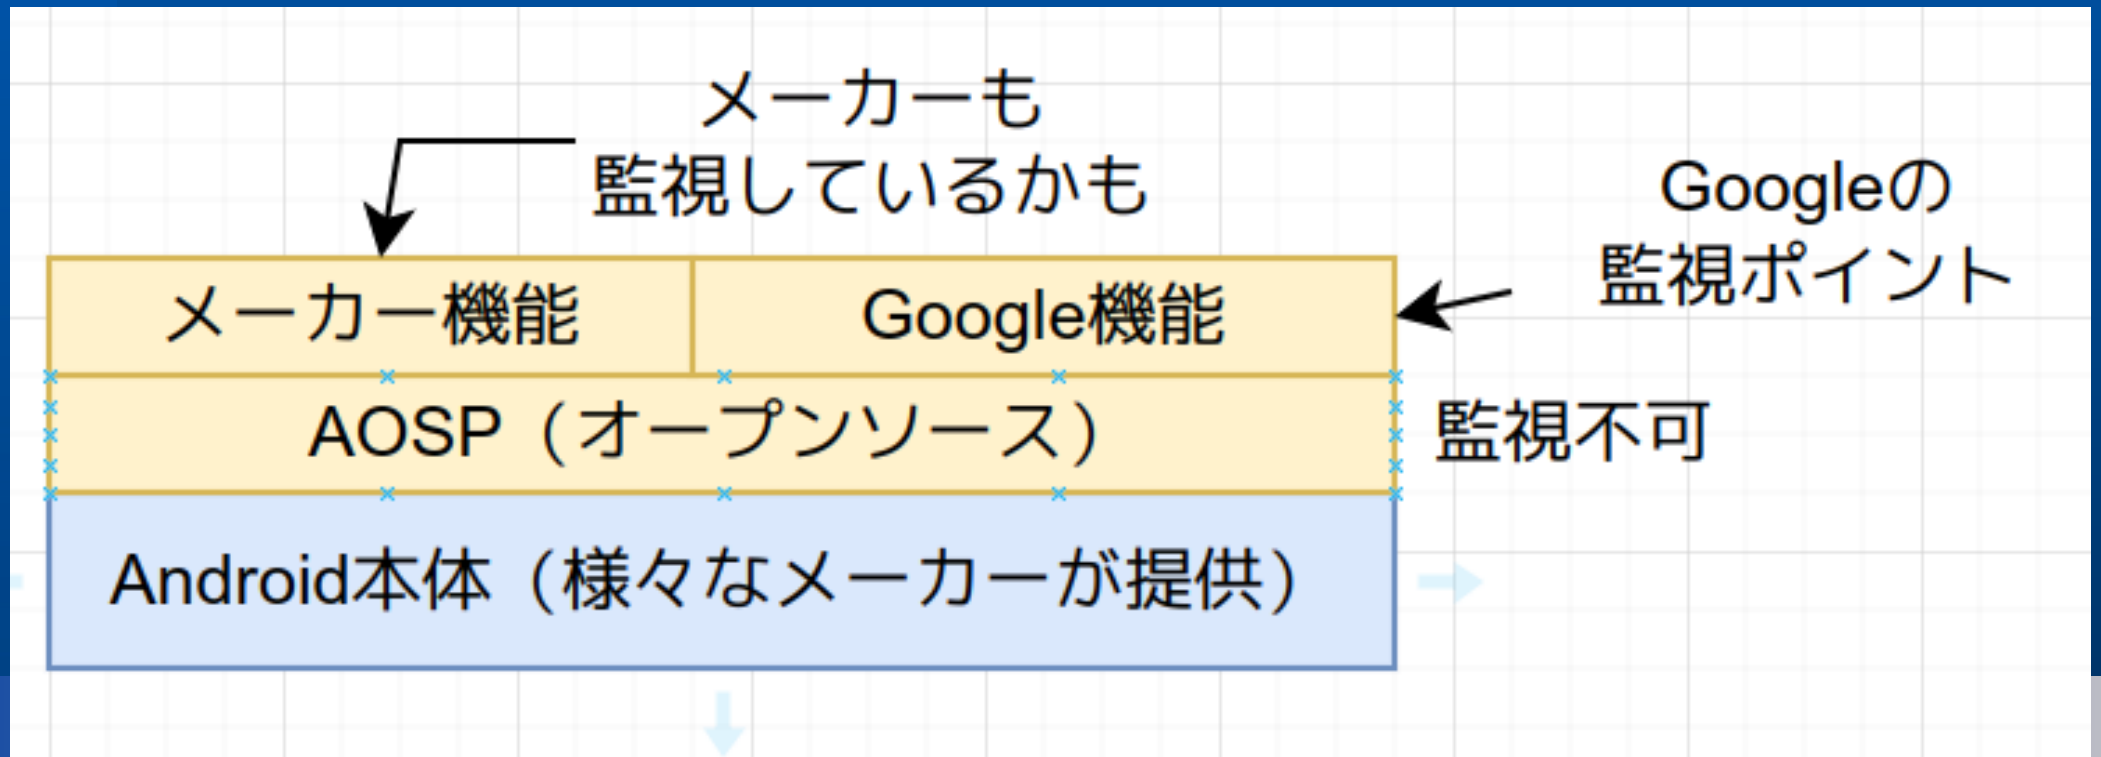 メーカーも
監視しているかも
Googleの
監視ポイント
メーカー機能
Google機能
AOSP（オープンソース）
監視不可
Android本体（様々なメーカーが提供）